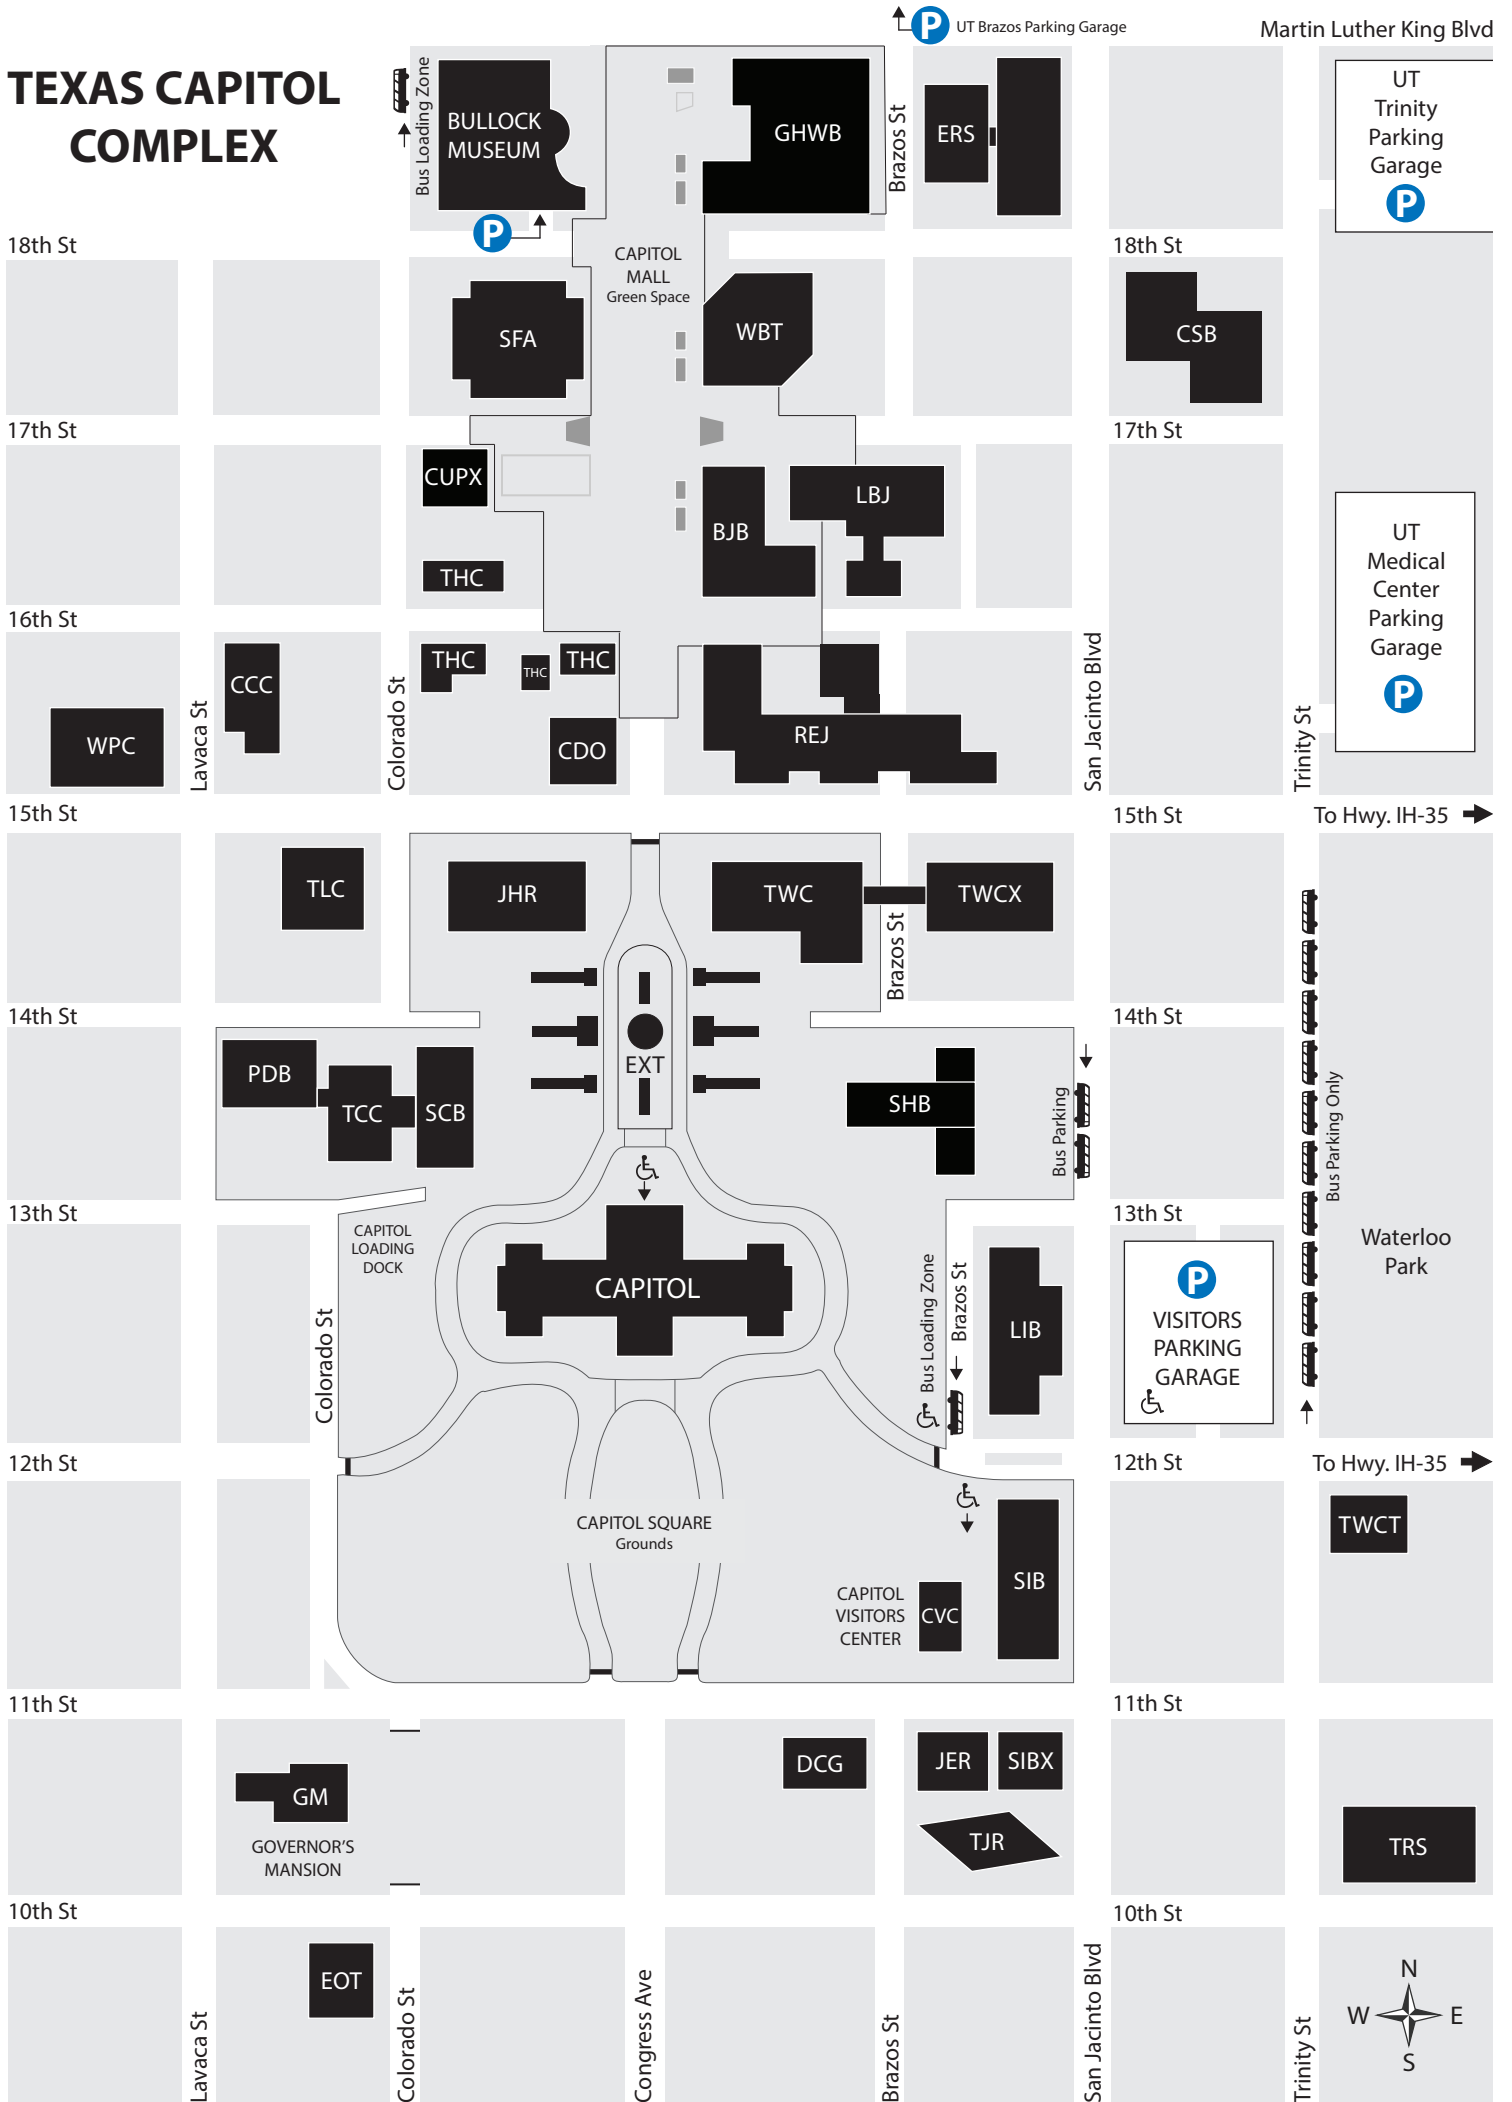 P UT Brazos Parking Garage
Martin Luther King Blvd
TEXAS CAPITOL
COMPLEX
Bus Loading Zone
BULLOCK
MUSEUM
GHWB
Brazos St
ERS
UT
Trinity
Parking
Garage
P
P
18th St
CAPITOL
MALL
Green Space
18th St
SFA
WBT
CSB
17th St
17th St
CUPX
LBJ
BJB
THC
UT
Medical
Center
Parking
Garage
P
16th St
THC
THC
THC
CCC
WPC
Lavaca St
Colorado St
CDO
REJ
San Jacinto Blvd
Trinity St
15th St
15th St
To Hwy. IH-35
TLC
JHR
TWC
TWCX
Brazos St
14th St
14th St
PDB
TCC
SCB
EXT
SHB
Bus Parking
Bus Parking Only
13th St
13th St
CAPITOL
LOADING
DOCK
CAPITOL
Colorado St
Bus Loading Zone
Brazos St
LIB
P
VISITORS
PARKING
GARAGE
Waterloo
Park
12th St
12th St
To Hwy. IH-35
CAPITOL SQUARE
Grounds
TWCT
SIB
CAPITOL
VISITORS
CENTER
CVC
11th St
11th St
GM
GOVERNOR'S
MANSION
DCG
JER
SIBX
TJR
TRS
10th St
10th St
EOT
Lavaca St
Colorado St
Congress Ave
Brazos St
San Jacinto Blvd
Trinity St
N
W
E
S